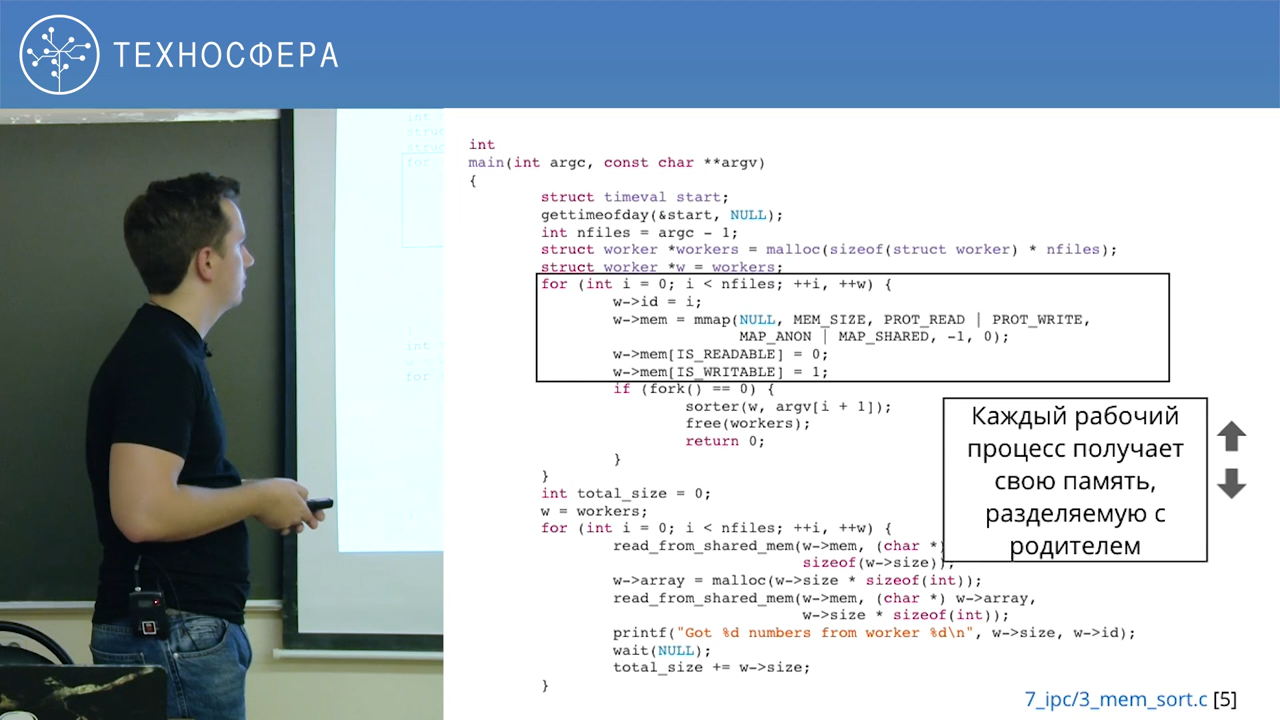 ТЕХНОСФЕРА
int
main(int argc, const char **argv)
{
struct timeval start;
gettimeofday(&start, NULL);
int nfiles = argc - 1;
struct worker *workers = malloc(sizeof(struct worker) * nfiles);
struct worker *w = workers;
for (int i = 0; i < nfiles; ++i, ++w) {
w->id = i;
w->mem = mmap(NULL, MEM_SIZE, PROT_READ | PROT_WRITE,
MAP_ANON | MAP_SHARED, -1, 0);
w->mem[IS_READABLE] = 0;
w->mem[IS_WRITABLE] = 1;
if (fork() == 0) {
sorter(w, argv[i + 1]);
free(workers);
return 0;
}
}
int total_size = 0;
w = workers;
for (int i = 0; i < nfiles; ++i, ++w) {
read_from_shared_mem(w->mem, (char *)
sizeof(w->size));
w->array = malloc(w->size * sizeof(int));
read_from_shared_mem(w->mem, (char *) w->array,
w->size * sizeof(int));
printf("Got %d numbers from worker %d\n", w->size, w->id);
wait(NULL);
total_size += w->size;
}
Каждый рабочий
процесс получает
свою память,
разделяемую с
родителем
7_ipc/3_mem_sort.c [5]